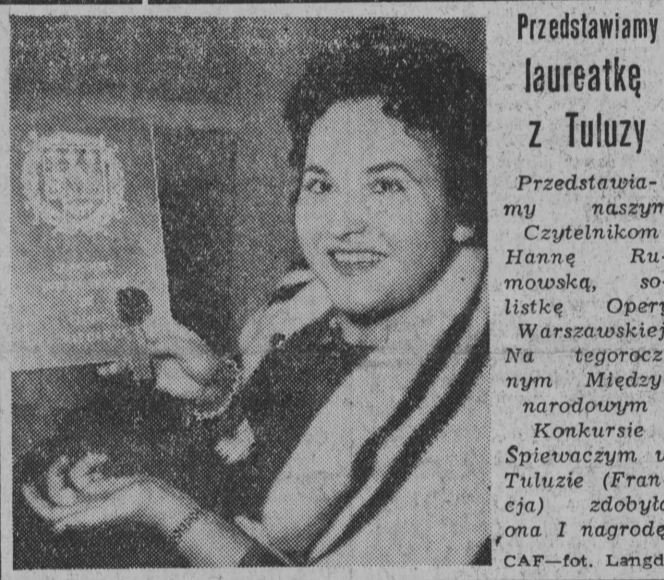 Przedstawiamy
laureatkę
z Tuluzy
Przedstawia-
my naszym
Czytelnikom
Hannę Ru-
mowską, so-
listkę Opery
Warszawskiej
Na tegorocz
nym Między
narodowym
Konkursie
Śpiewaczym w
Tuluzie (Fran-
cja) zdobyła
ona I nagrodę
CAF—fot. Langd